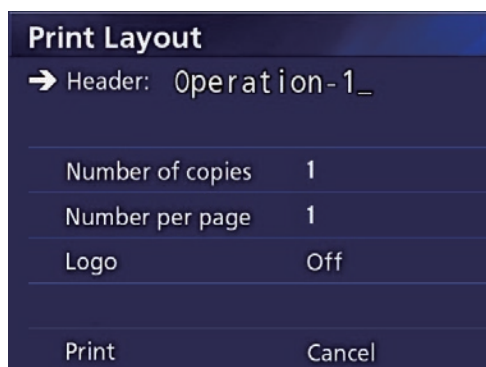 Print Layout
Header: Operation-1_
Number of copies 1
Number per page 1
Logo Off
Print Cancel